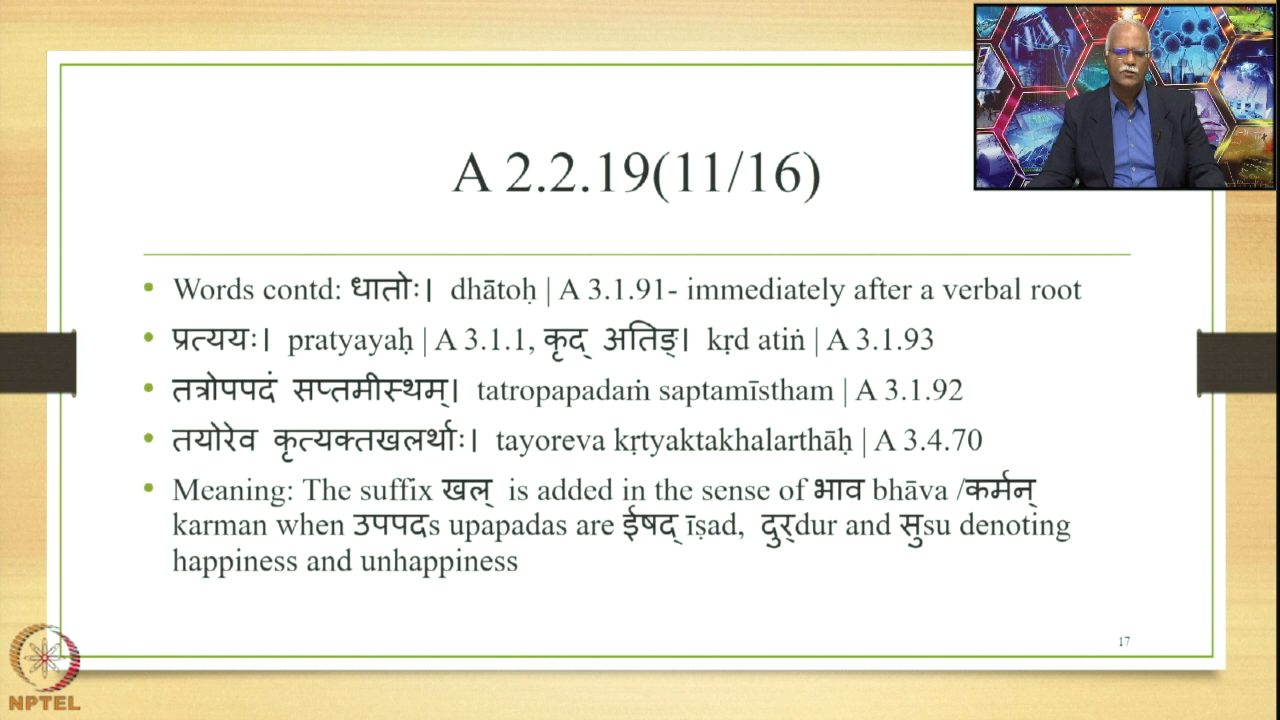 A 2.2.19(11/16)
Words contd: धातोः। dhātoḥ | A 3.1.91- immediately after a verbal root
प्रत्ययः। pratyayaḥ | A 3.1.1, कृद् अतिङ्। kṛd atiṅ | A 3.1.93
तत्रोपपदं सप्तमीस्थम्। tatropapadaṁ saptamīstham | A 3.1.92
तयोरेव कृत्यक्तखलर्थाः। tayoreva kṛtyaktakhalarthāḥ | A 3.4.70
Meaning: The suffix खल् is added in the sense of भाव bhāva /कर्मन्
karman when उपपदs upapadas are ईषद् īṣad, दुर्dur and सुsu denoting
happiness and unhappiness
17
NPTEL